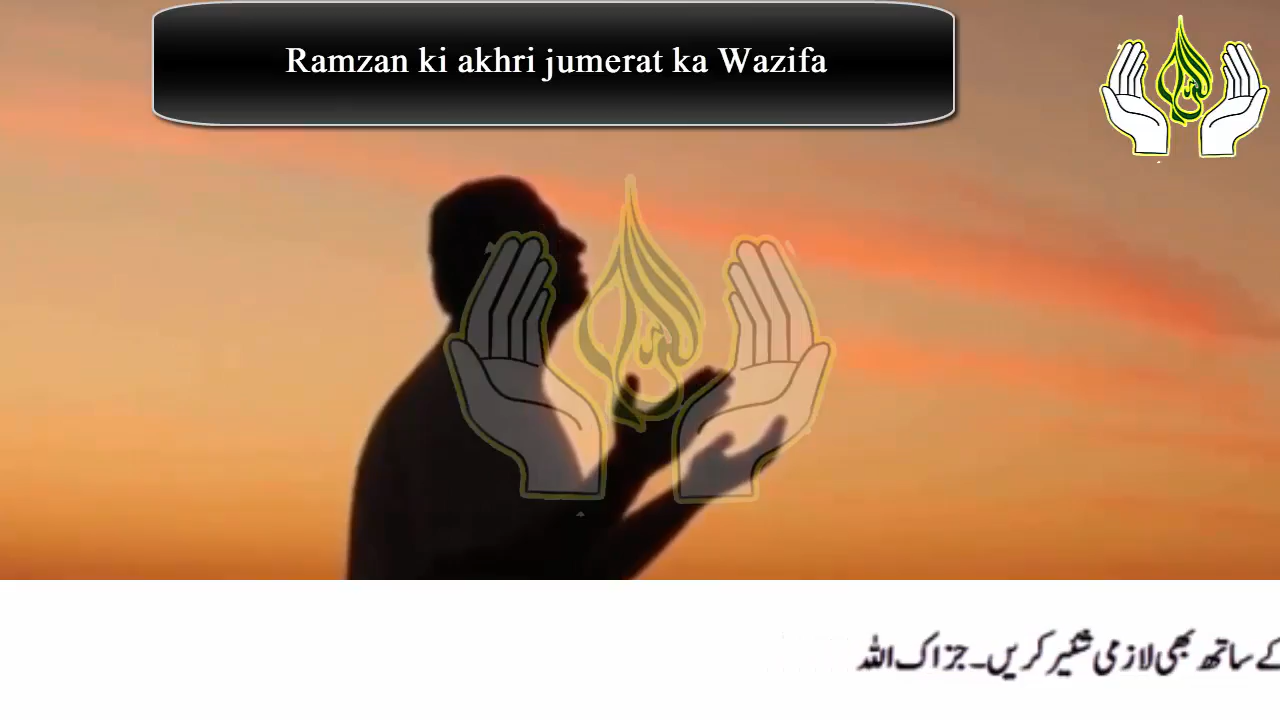 Ramzan ki akhri jumerat ka Wazifa
کے ساتھ بھی لازمی شئیر کریں۔ جزاک اللہ